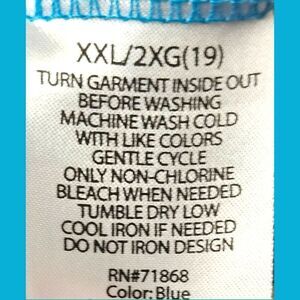 XXL/2XG(19)
TURN GARMENT INSIDE OUT
BEFORE WASHING
MACHINE WASH COLD
WITH LIKE COLORS
GENTLE CYCLE
ONLY NON-CHLORINE
BLEACH WHEN NEEDED
TUMBLE DRY LOW
COOL IRON IF NEEDED
DO NOT IRON DESIGN
RN#71868
Color: Blue